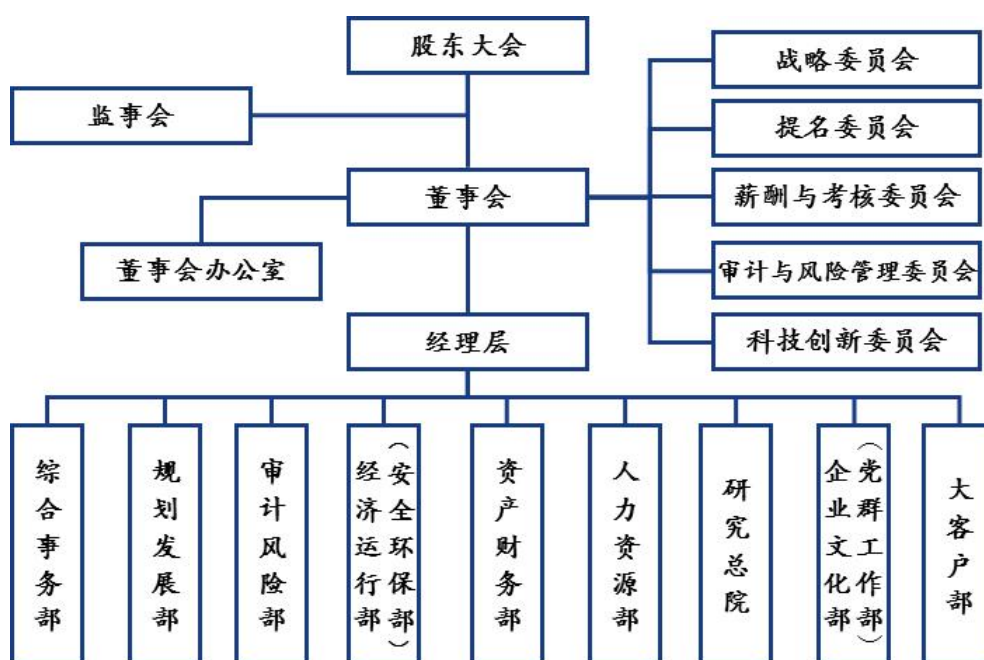 股东大会
监事会
董事会
董事会办公室
经理层
战略委员会
提名委员会
薪酬与考核委员会
审计与风险管理委员会
科技创新委员会
综合事务部
规划发展部
审计风险部
经济运行部
（安全环保部）
资产财务部
人力资源部
研究总院
企业文化部
（党群工作部）
大客户部